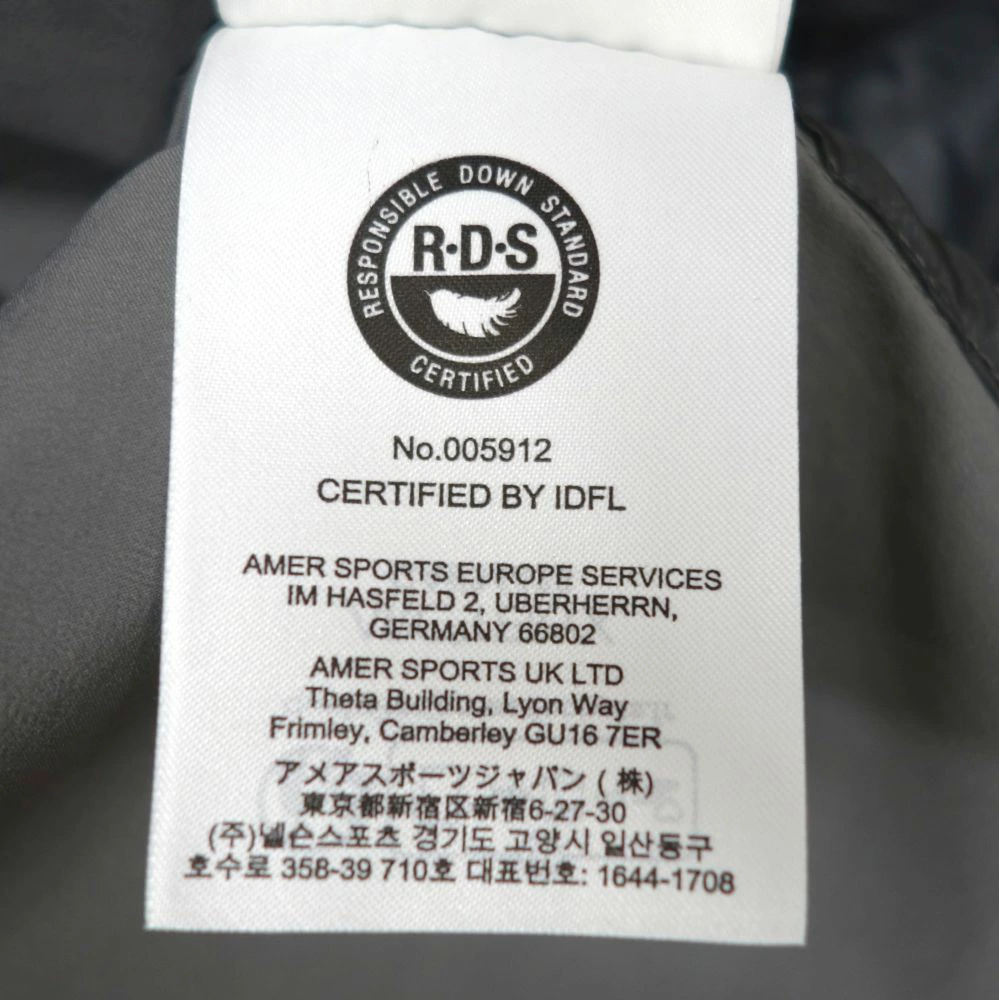 RESPONSIBLE DOWN STANDARD
R·D·S
CERTIFIED
No.005912
CERTIFIED BY IDFL
AMER SPORTS EUROPE SERVICES
IM HASFELD 2, UBERHERRN,
GERMANY 66802
AMER SPORTS UK LTD
Theta Building, Lyon Way
Frimley, Camberley GU16 7ER
アメアスポーツジャパン (株)
東京都新宿区新宿6-27-30
(주)넬슨스포츠 경기도 고양시 일산동구
호수로 358-39 710호 대표번호: 1644-1708